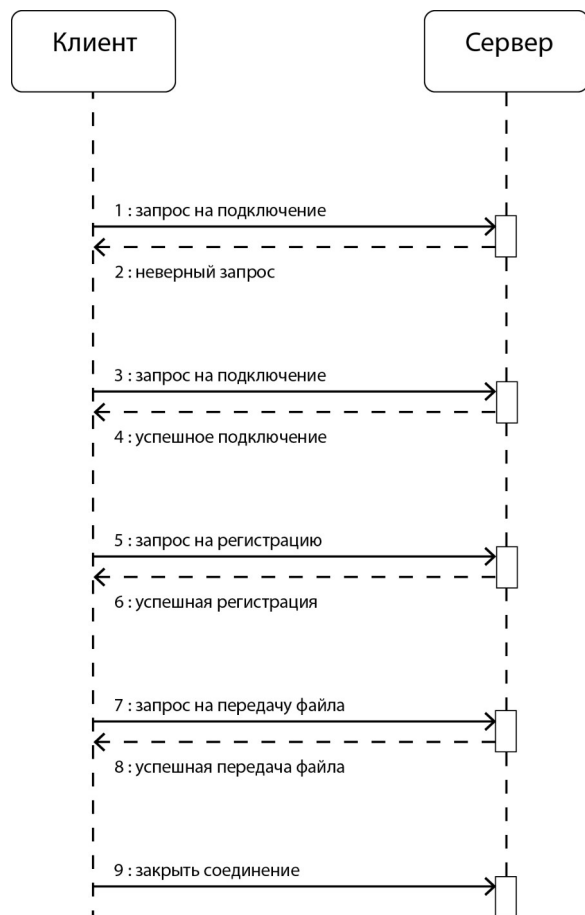 Клиент
Сервер
1 : запрос на подключение
2 : неверный запрос
3 : запрос на подключение
4 : успешное подключение
5 : запрос на регистрацию
6 : успешная регистрация
7 : запрос на передачу файла
8 : успешная передача файла
9 : закрыть соединение